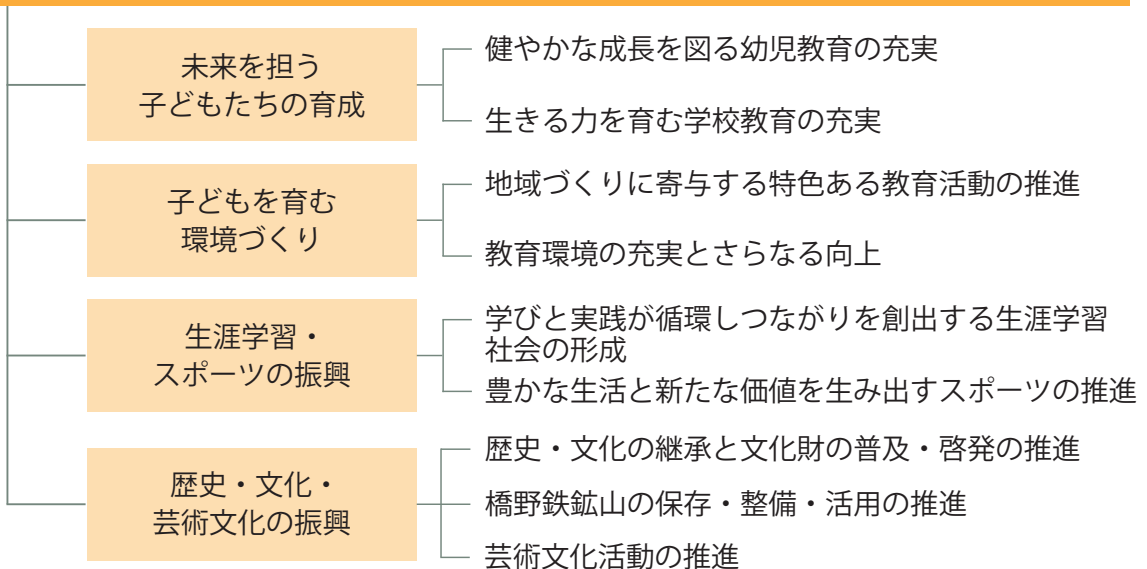 未来を担う
子どもたちの育成
健やかな成長を図る幼児教育の充実
生きる力を育む学校教育の充実
子どもを育む
環境づくり
地域づくりに寄与する特色ある教育活動の推進
教育環境の充実とさらなる向上
生涯学習・
スポーツの振興
学びと実践が循環しつながりを創出する生涯学習
社会の形成
豊かな生活と新たな価値を生み出すスポーツの推進
歴史・文化・
芸術文化の振興
歴史・文化の継承と文化財の普及・啓発の推進
橋野鉄鉱山の保存・整備・活用の推進
芸術文化活動の推進